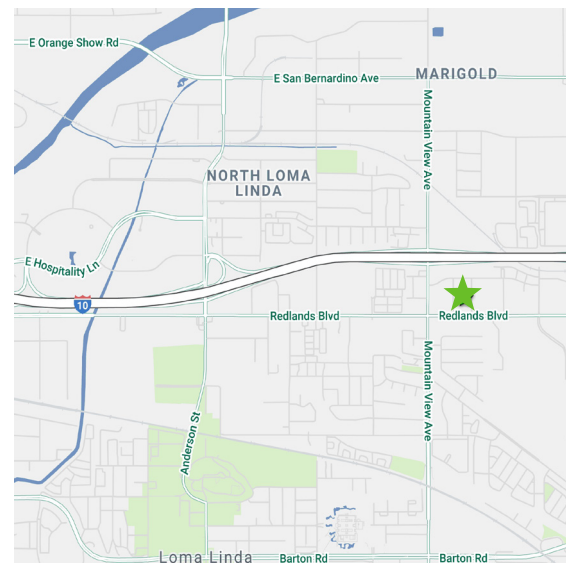 E Orange Show Rd
E San Bernardino Ave
MARIGOLD
Mountain View Ave
NORTH LOMA
LINDA
E Hospitality Ln
10
Redlands Blvd
Redlands Blvd
Mountain View Ave
Anderson St
Loma Linda
Barton Rd
Barton Rd